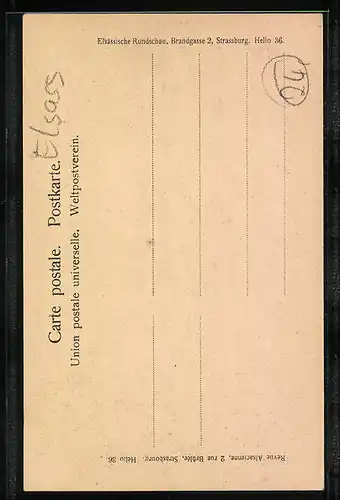 Elsässische Rundschau, Brandgasse 2, Strassburg. Helio 36.
Elsass
Carte postale. Postkarte.
Union postale universelle. Weltpostverein.
Revue Alsacienne, 2 rue Brûlée, Strasbourg. Hélio 36.